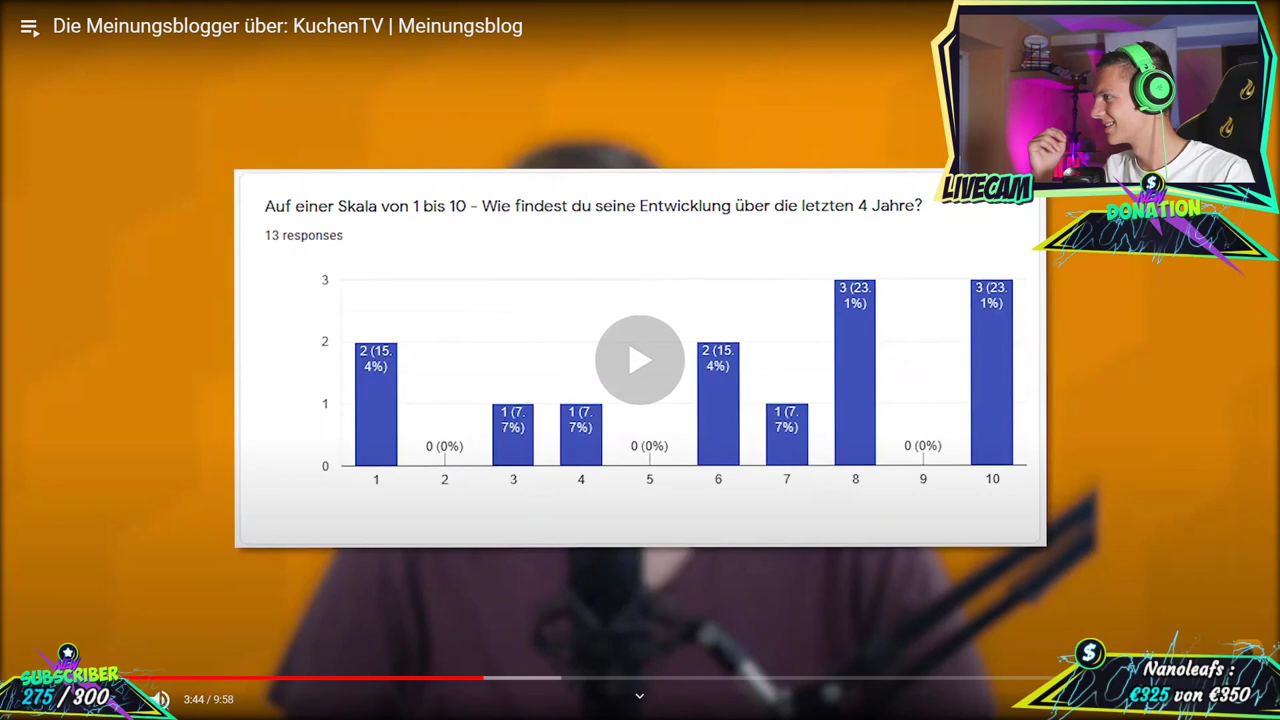 Die Meinungsblogger über: KuchenTV | Meinungsblog
LIVECAM
NEW
DONATION
Auf einer Skala von 1 bis 10 - Wie findest du seine Entwicklung über die letzten 4 Jahre?
13 responses
3
2
1
0
2 (15.
4%)
0 (0%)
1 (7.
7%)
1 (7.
7%)
0 (0%)
2 (15.
4%)
1 (7.
7%)
3 (23.
1%)
0 (0%)
3 (23.
1%)
1 2 3 4 5 6 7 8 9 10
NEW
SUBSCRIBER
275 / 300
3:44 / 9:58
$
Nanoleafs :
€325 von €350